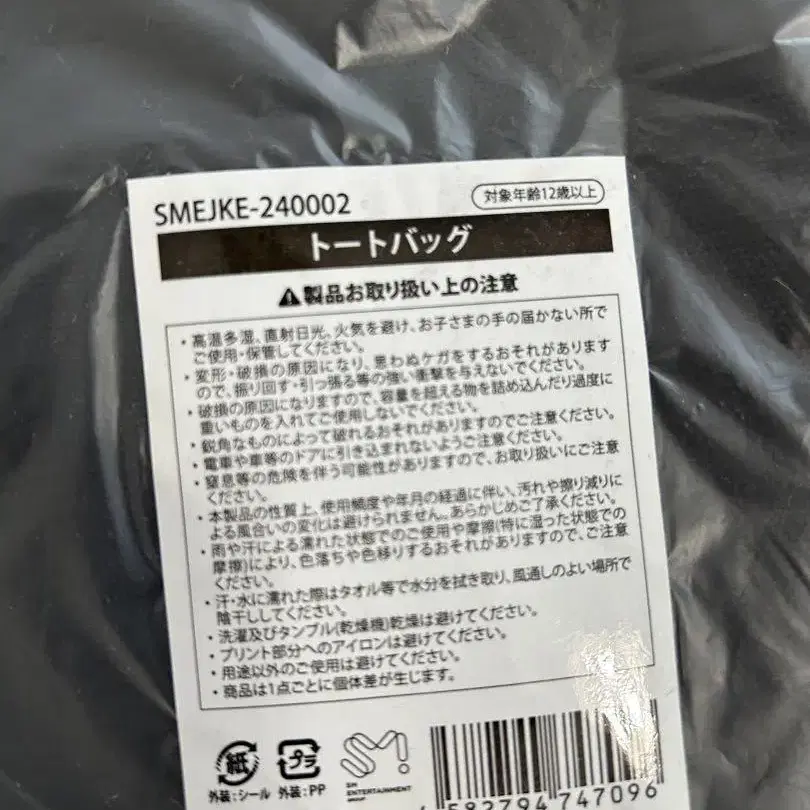 SMEJKE-240002
対象年齢12歳以上
トートバッグ
⚠製品お取り扱い上の注意
・高温多湿、直射日光、火気を避け、お子さまの手の届かない所で
ご使用・保管してください。
・変形・破損の原因になり、思わぬケガをするおそれがあります
ので、振り回す・引っ張る等の強い衝撃を与えないでください。
・破損の原因になりますので、容量を超える物を詰め込んだり過度に
重いものを入れてご使用しないでください。
・鋭角なものによって破れるおそれがありますのでご注意ください。
・電車や車等のドアに引き込まれないようご注意ください。
・窒息等の危険を伴う可能性がありますので、お取り扱いにご注意
ください。
・本製品の性質上、使用頻度や年月の経過に伴い、汚れや擦り減りに
よる風合いの変化は避けられません。あらかじめご了承ください。
・雨や汗による濡れた状態でのご使用や摩擦(特に湿った状態での
摩擦)により、色落ちや色移りするおそれがありますので、ご注意
ください。
・汗・水に濡れた際はタオル等で水分を拭き取り、風通しのよい場所で
陰干ししてください。
・洗濯及びタンブル(乾燥機)乾燥は避けてください。
・プリント部分へのアイロンは避けてください。
・用途以外のご使用は避けてください。
・商品は1点ごとに個体差が生じます。
紙
外装:シール
プラ
外装:PP
SM!
SM
ENTERTAINMENT
GROUP
4 582794 747096